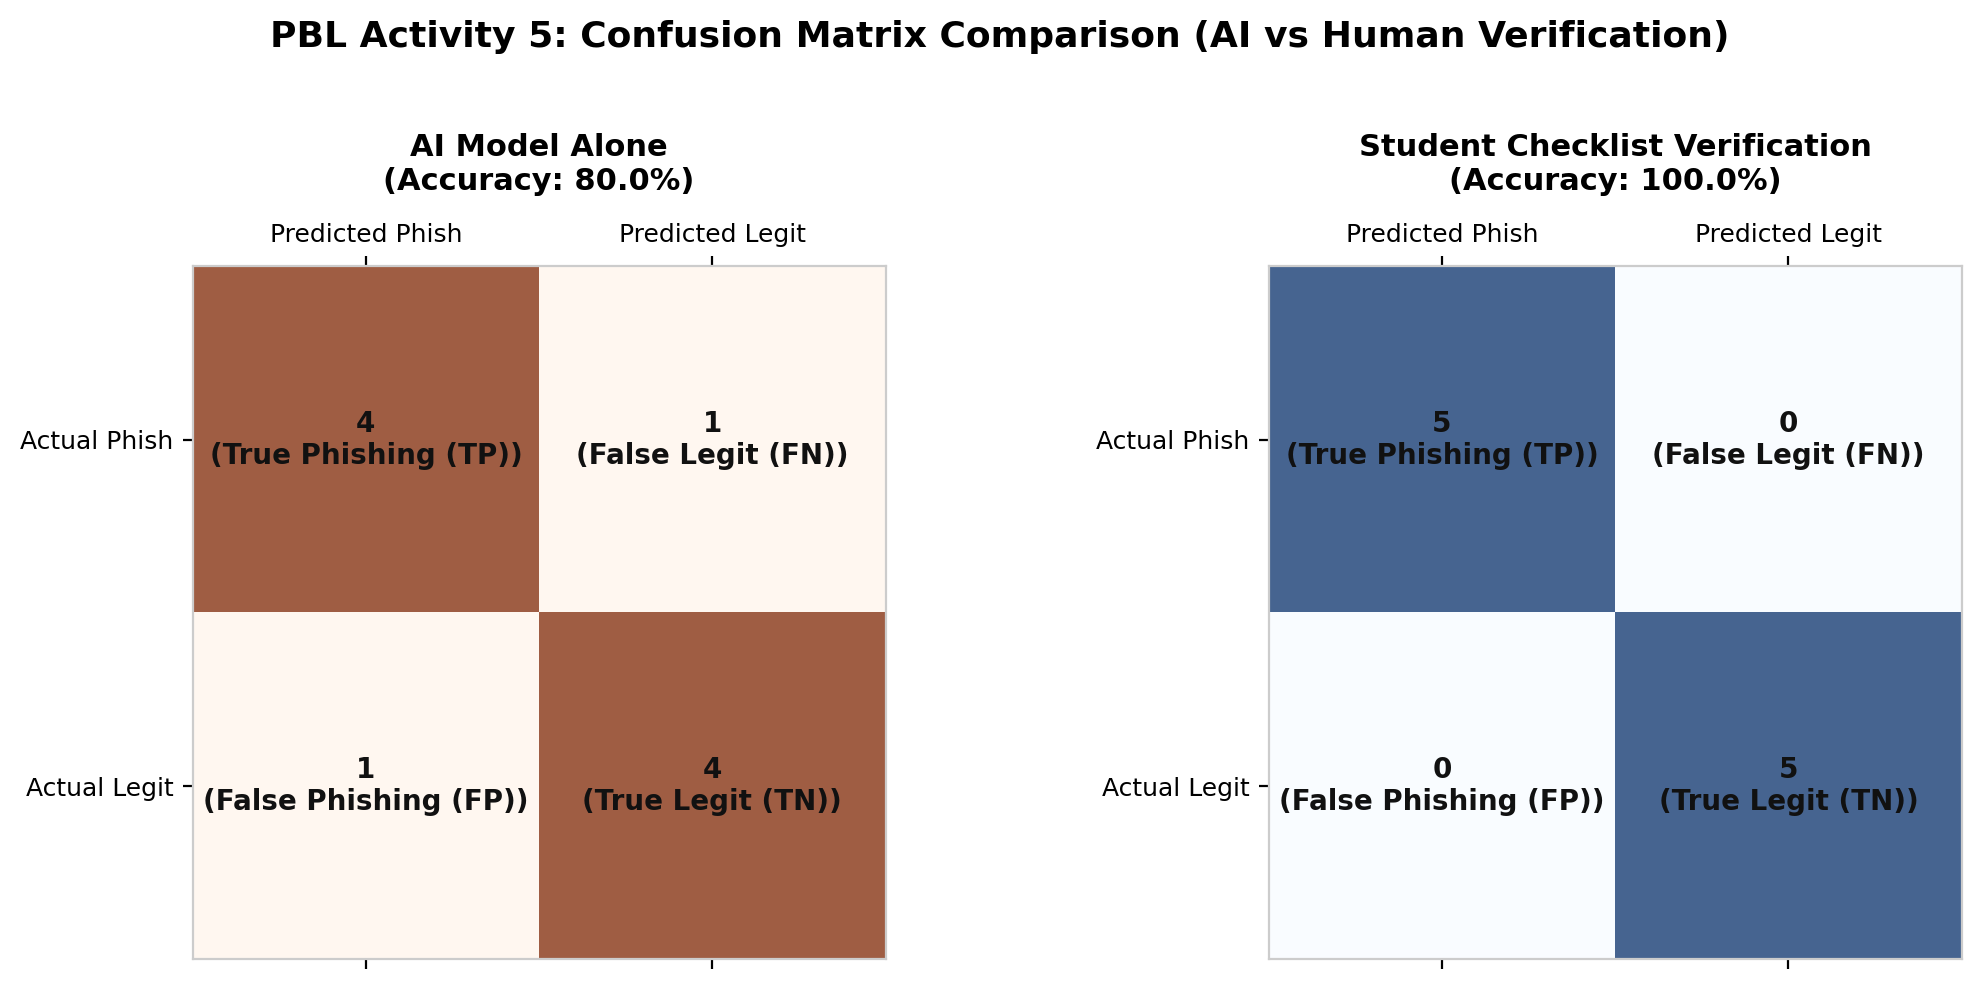 PBL Activity 5: Confusion Matrix Comparison (AI vs Human Verification)
AI Model Alone
(Accuracy: 80.0%)
Predicted Phish
Predicted Legit
Actual Phish
4
(True Phishing (TP))
1
(False Legit (FN))
Actual Legit
1
(False Phishing (FP))
4
(True Legit (TN))
Student Checklist Verification
(Accuracy: 100.0%)
Predicted Phish
Predicted Legit
Actual Phish
5
(True Phishing (TP))
0
(False Legit (FN))
Actual Legit
0
(False Phishing (FP))
5
(True Legit (TN))